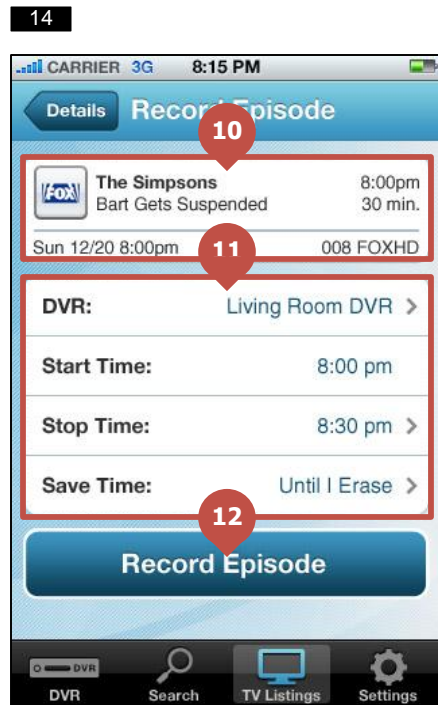 14
CARRIER 3G 8:15 PM
Details Record Episode
10
FOX The Simpsons 8:00pm
Bart Gets Suspended 30 min.
Sun 12/20 8:00pm 11 008 FOXHD
DVR: Living Room DVR >
Start Time: 8:00 pm
Stop Time: 8:30 pm >
Save Time: Until I Erase >
12
Record Episode
DVR
DVR Search TV Listings Settings